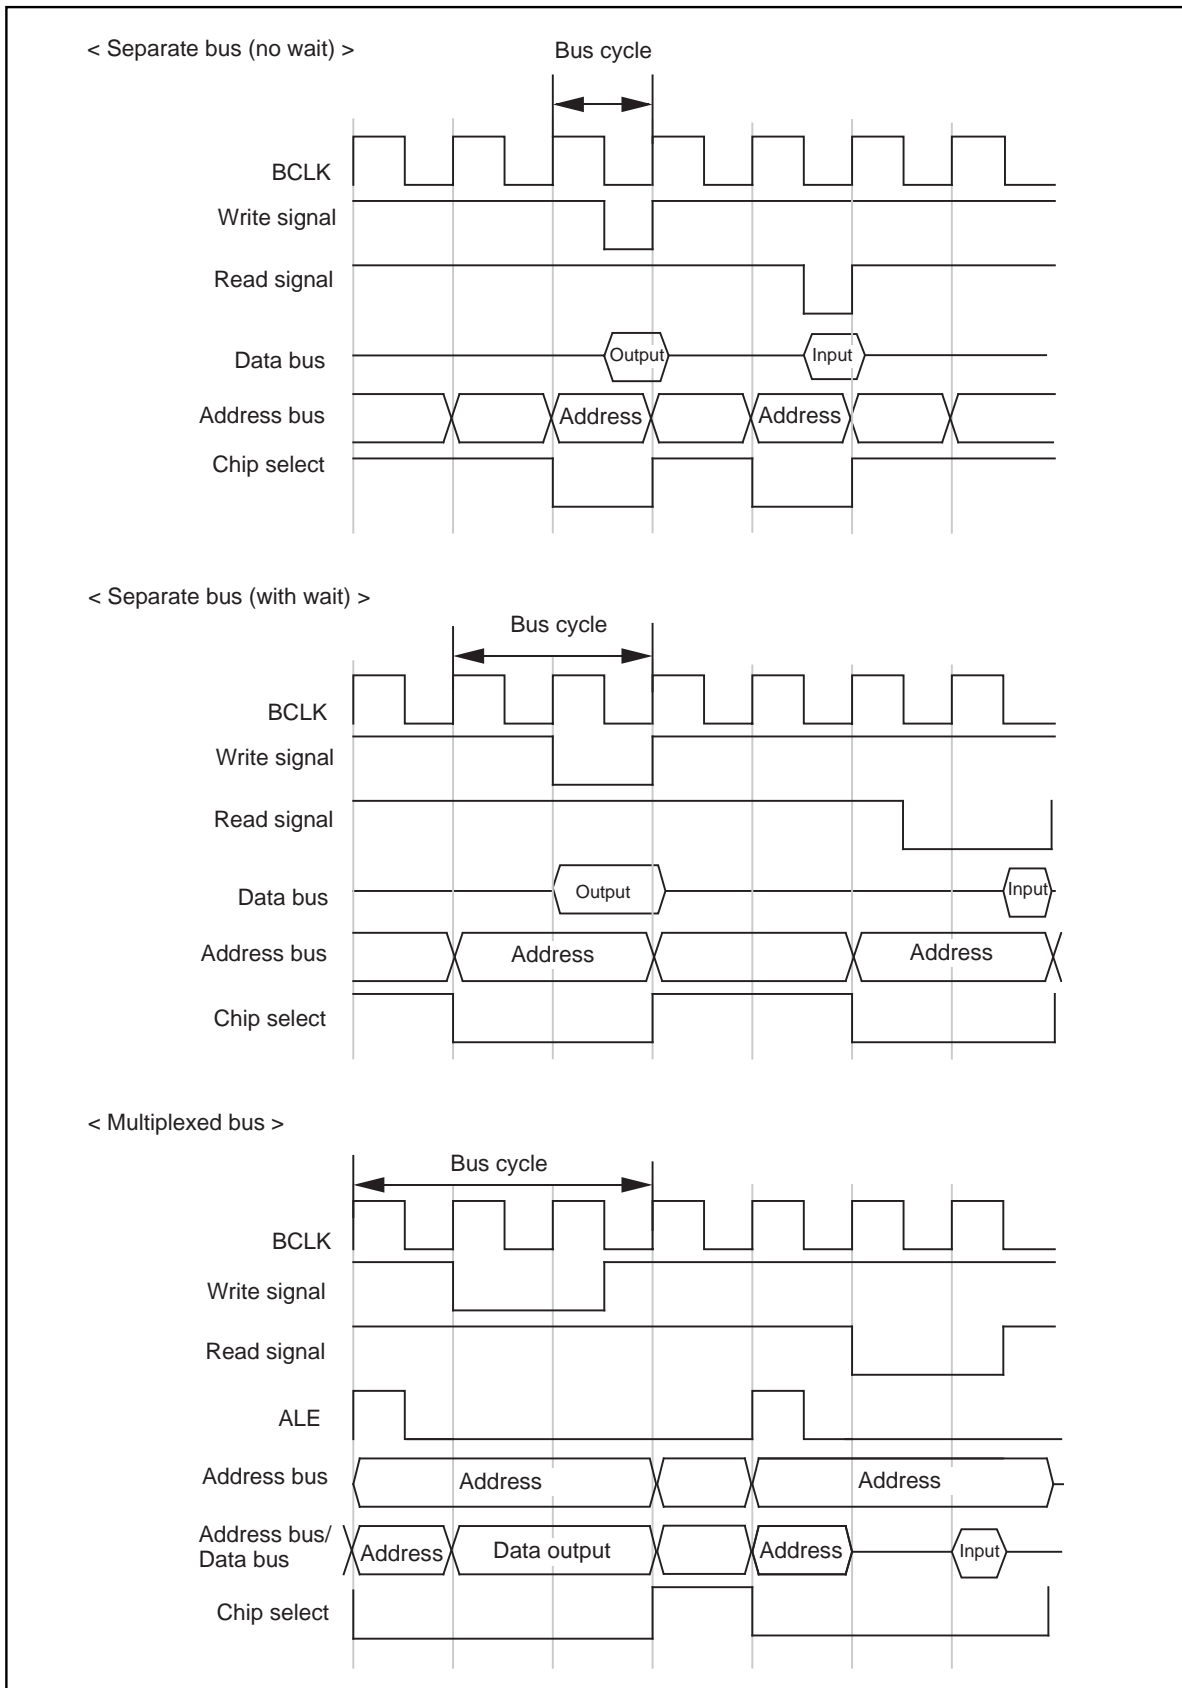 < Separate bus (no wait) >
Bus cycle
BCLK
Write signal
Read signal
Data bus
Output
Input
Address bus
Address
Address
Chip select
< Separate bus (with wait) >
Bus cycle
BCLK
Write signal
Read signal
Data bus
Output
Input
Address bus
Address
Address
Chip select
< Multiplexed bus >
Bus cycle
BCLK
Write signal
Read signal
ALE
Address bus
Address
Address
Address bus/
Data bus
Address
Data output
Address
Input
Chip select